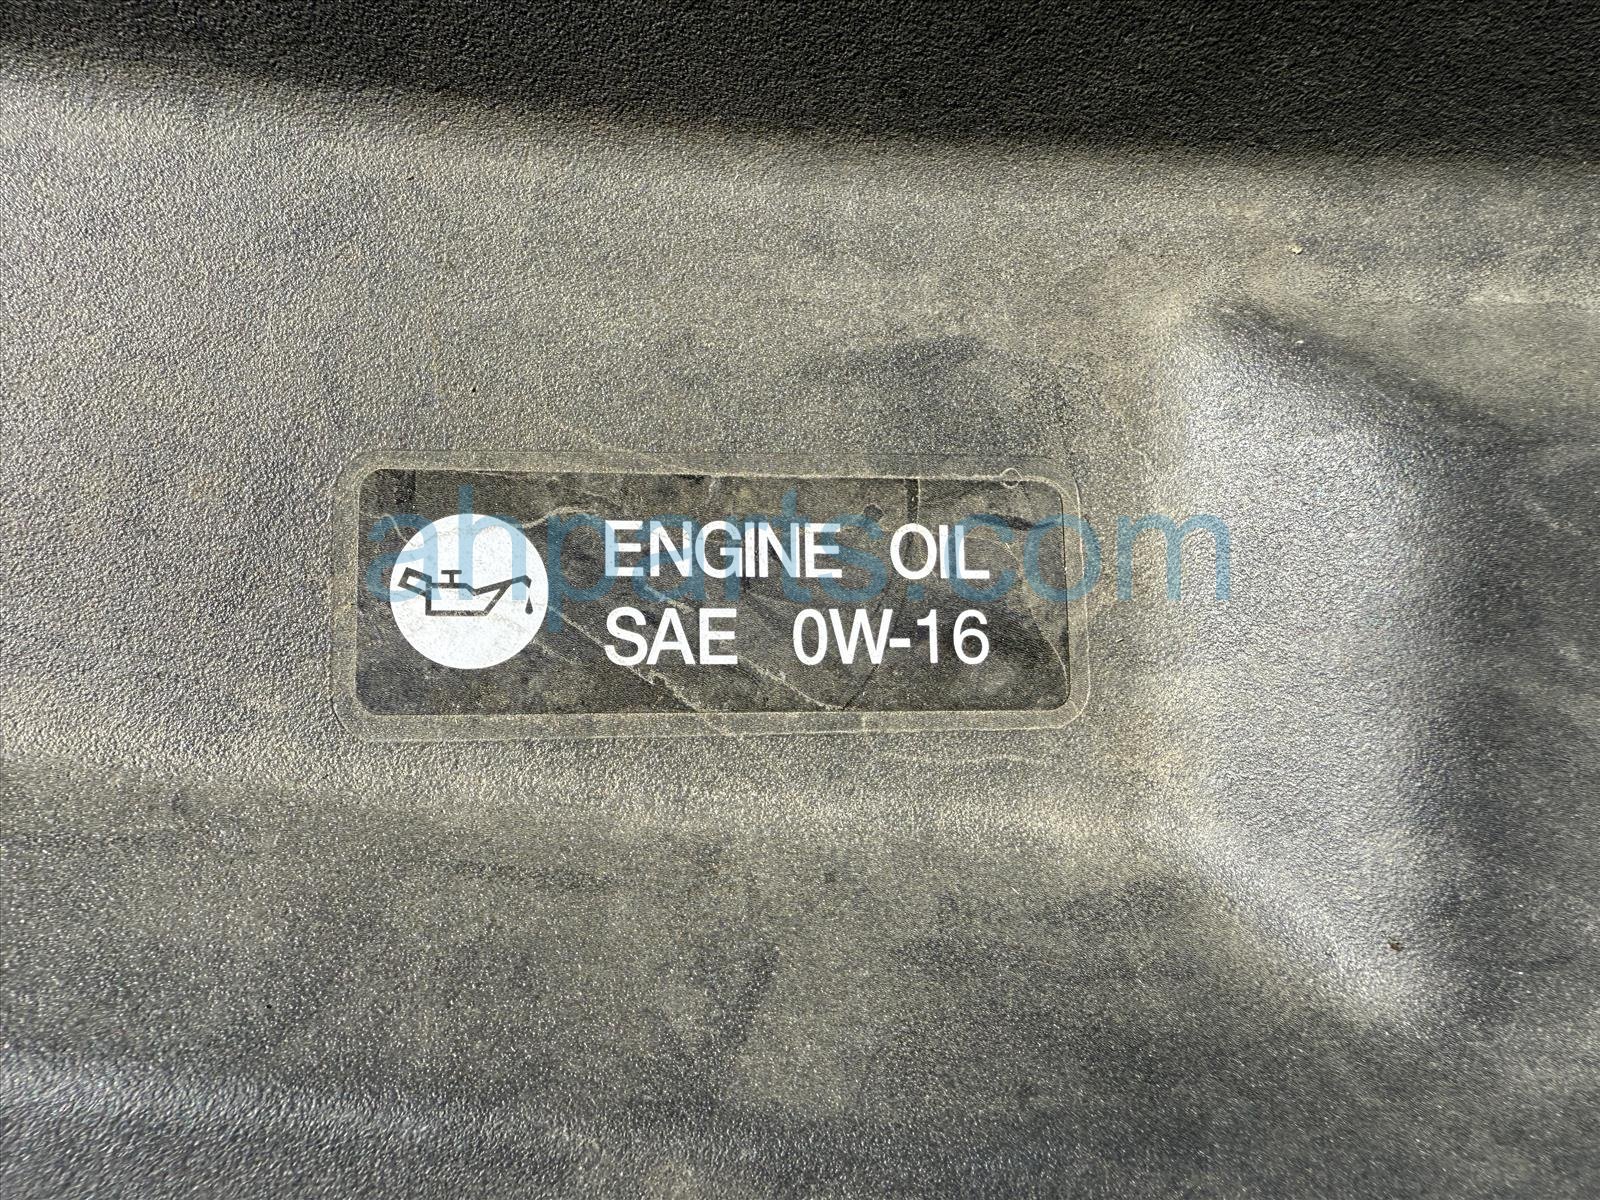 ENGINE OIL
SAE 0W-16
ahparts.com